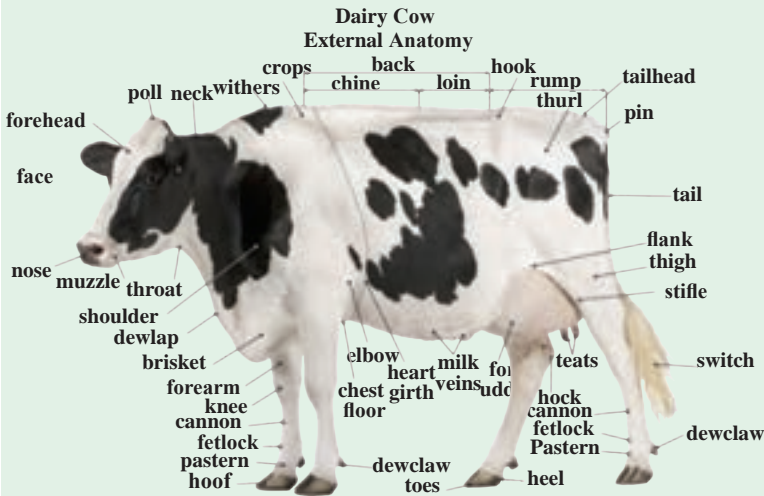 Dairy Cow
External Anatomy
crops
back
hook
chine
loin
rump
tailhead
poll
neck
withers
thurl
pin
forehead
face
tail
flank
nose
muzzle
throat
thigh
stifle
shoulder
dewlap
brisket
elbow
heart
girth
milk
veins
for
udd
teats
switch
forearm
chest
floor
knee
hock
cannon
cannon
fetlock
fetlock
dewclaw
pastern
Pastern
dewclaw
hoof
toes
heel